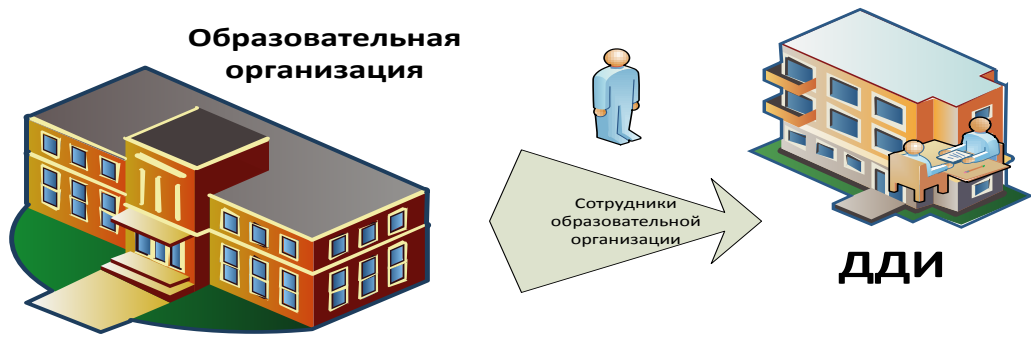 Образовательная
организация
Сотрудники
образовательной
организации
ДДИ